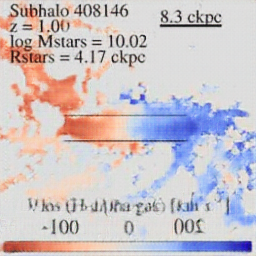 Subhalo 408146
8.3 ckpc
z = 1.00
log Mstars = 10.02
Rstars = 4.17 ckpc
-100 0